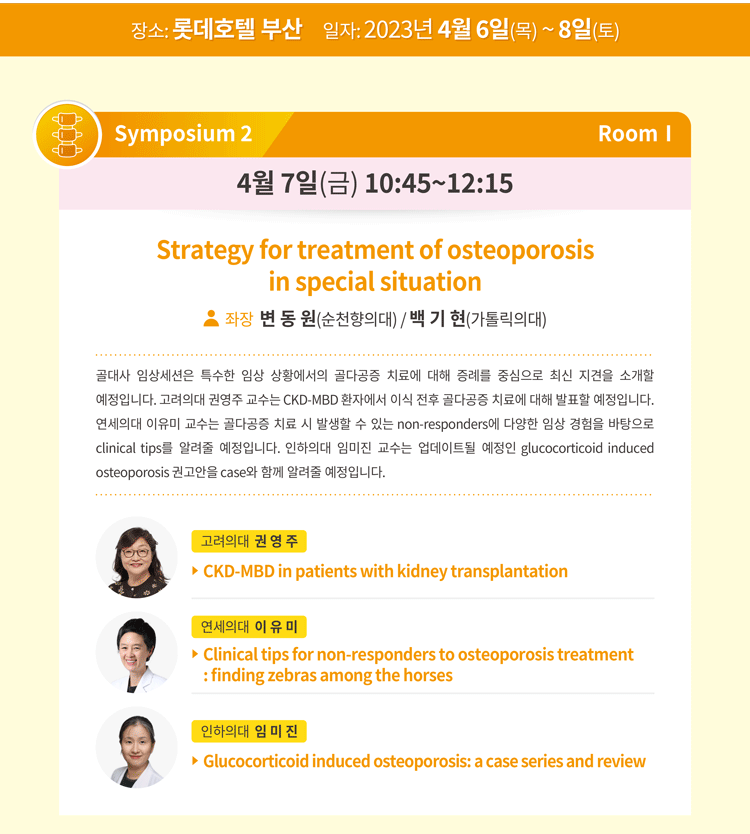 장소: 롯데호텔 부산 일자: 2023년 4월 6일(목) ~ 8일(토)
Symposium 2
Room I
4월 7일(금) 10:45~12:15
Strategy for treatment of osteoporosis
in special situation
좌장 변 동 원(순천향의대) / 백 기 현(가톨릭의대)
골대사 임상세션은 특수한 임상 상황에서의 골다공증 치료에 대해 증례를 중심으로 최신 지견을 소개할
예정입니다. 고려의대 권영주 교수는 CKD-MBD 환자에서 이식 전후 골다공증 치료에 대해 발표할 예정입니다.
연세의대 이유미 교수는 골다공증 치료 시 발생할 수 있는 non-responders에 다양한 임상 경험을 바탕으로
clinical tips를 알려줄 예정입니다. 인하의대 임미진 교수는 업데이트될 예정인 glucocorticoid induced
osteoporosis 권고안을 case와 함께 알려줄 예정입니다.
고려의대 권 영 주
CKD-MBD in patients with kidney transplantation
연세의대 이 유 미
Clinical tips for non-responders to osteoporosis treatment
: finding zebras among the horses
인하의대 임 미 진
Glucocorticoid induced osteoporosis: a case series and review